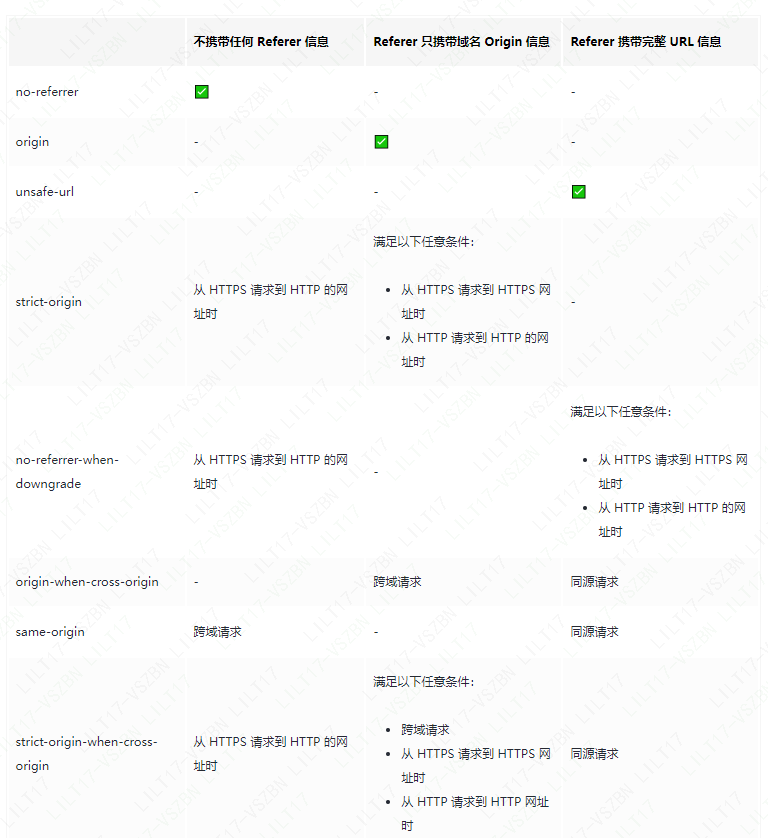 不携带任何 Referer 信息 Referer 只携带域名 Origin 信息 Referer 携带完整 URL 信息
no-referrer ✅ - -
origin - ✅ -
unsafe-url - - ✅
strict-origin
从 HTTPS 请求到 HTTP 的网
址时
满足以下任意条件:
• 从 HTTPS 请求到 HTTPS 网
址时
• 从 HTTP 请求到 HTTP 的网
址时
-
no-referrer-when-
downgrade
从 HTTPS 请求到 HTTP 的网
址时
-
满足以下任意条件:
• 从 HTTPS 请求到 HTTPS 网
址时
• 从 HTTP 请求到 HTTP 的网
址时
origin-when-cross-origin - 跨域请求 同源请求
same-origin 跨域请求 - 同源请求
strict-origin-when-cross-
origin
从 HTTPS 请求到 HTTP 的网
址时
满足以下任意条件:
• 跨域请求
• 从 HTTPS 请求到 HTTPS 网
址时
• 从 HTTP 请求到 HTTP 网址
时
同源请求